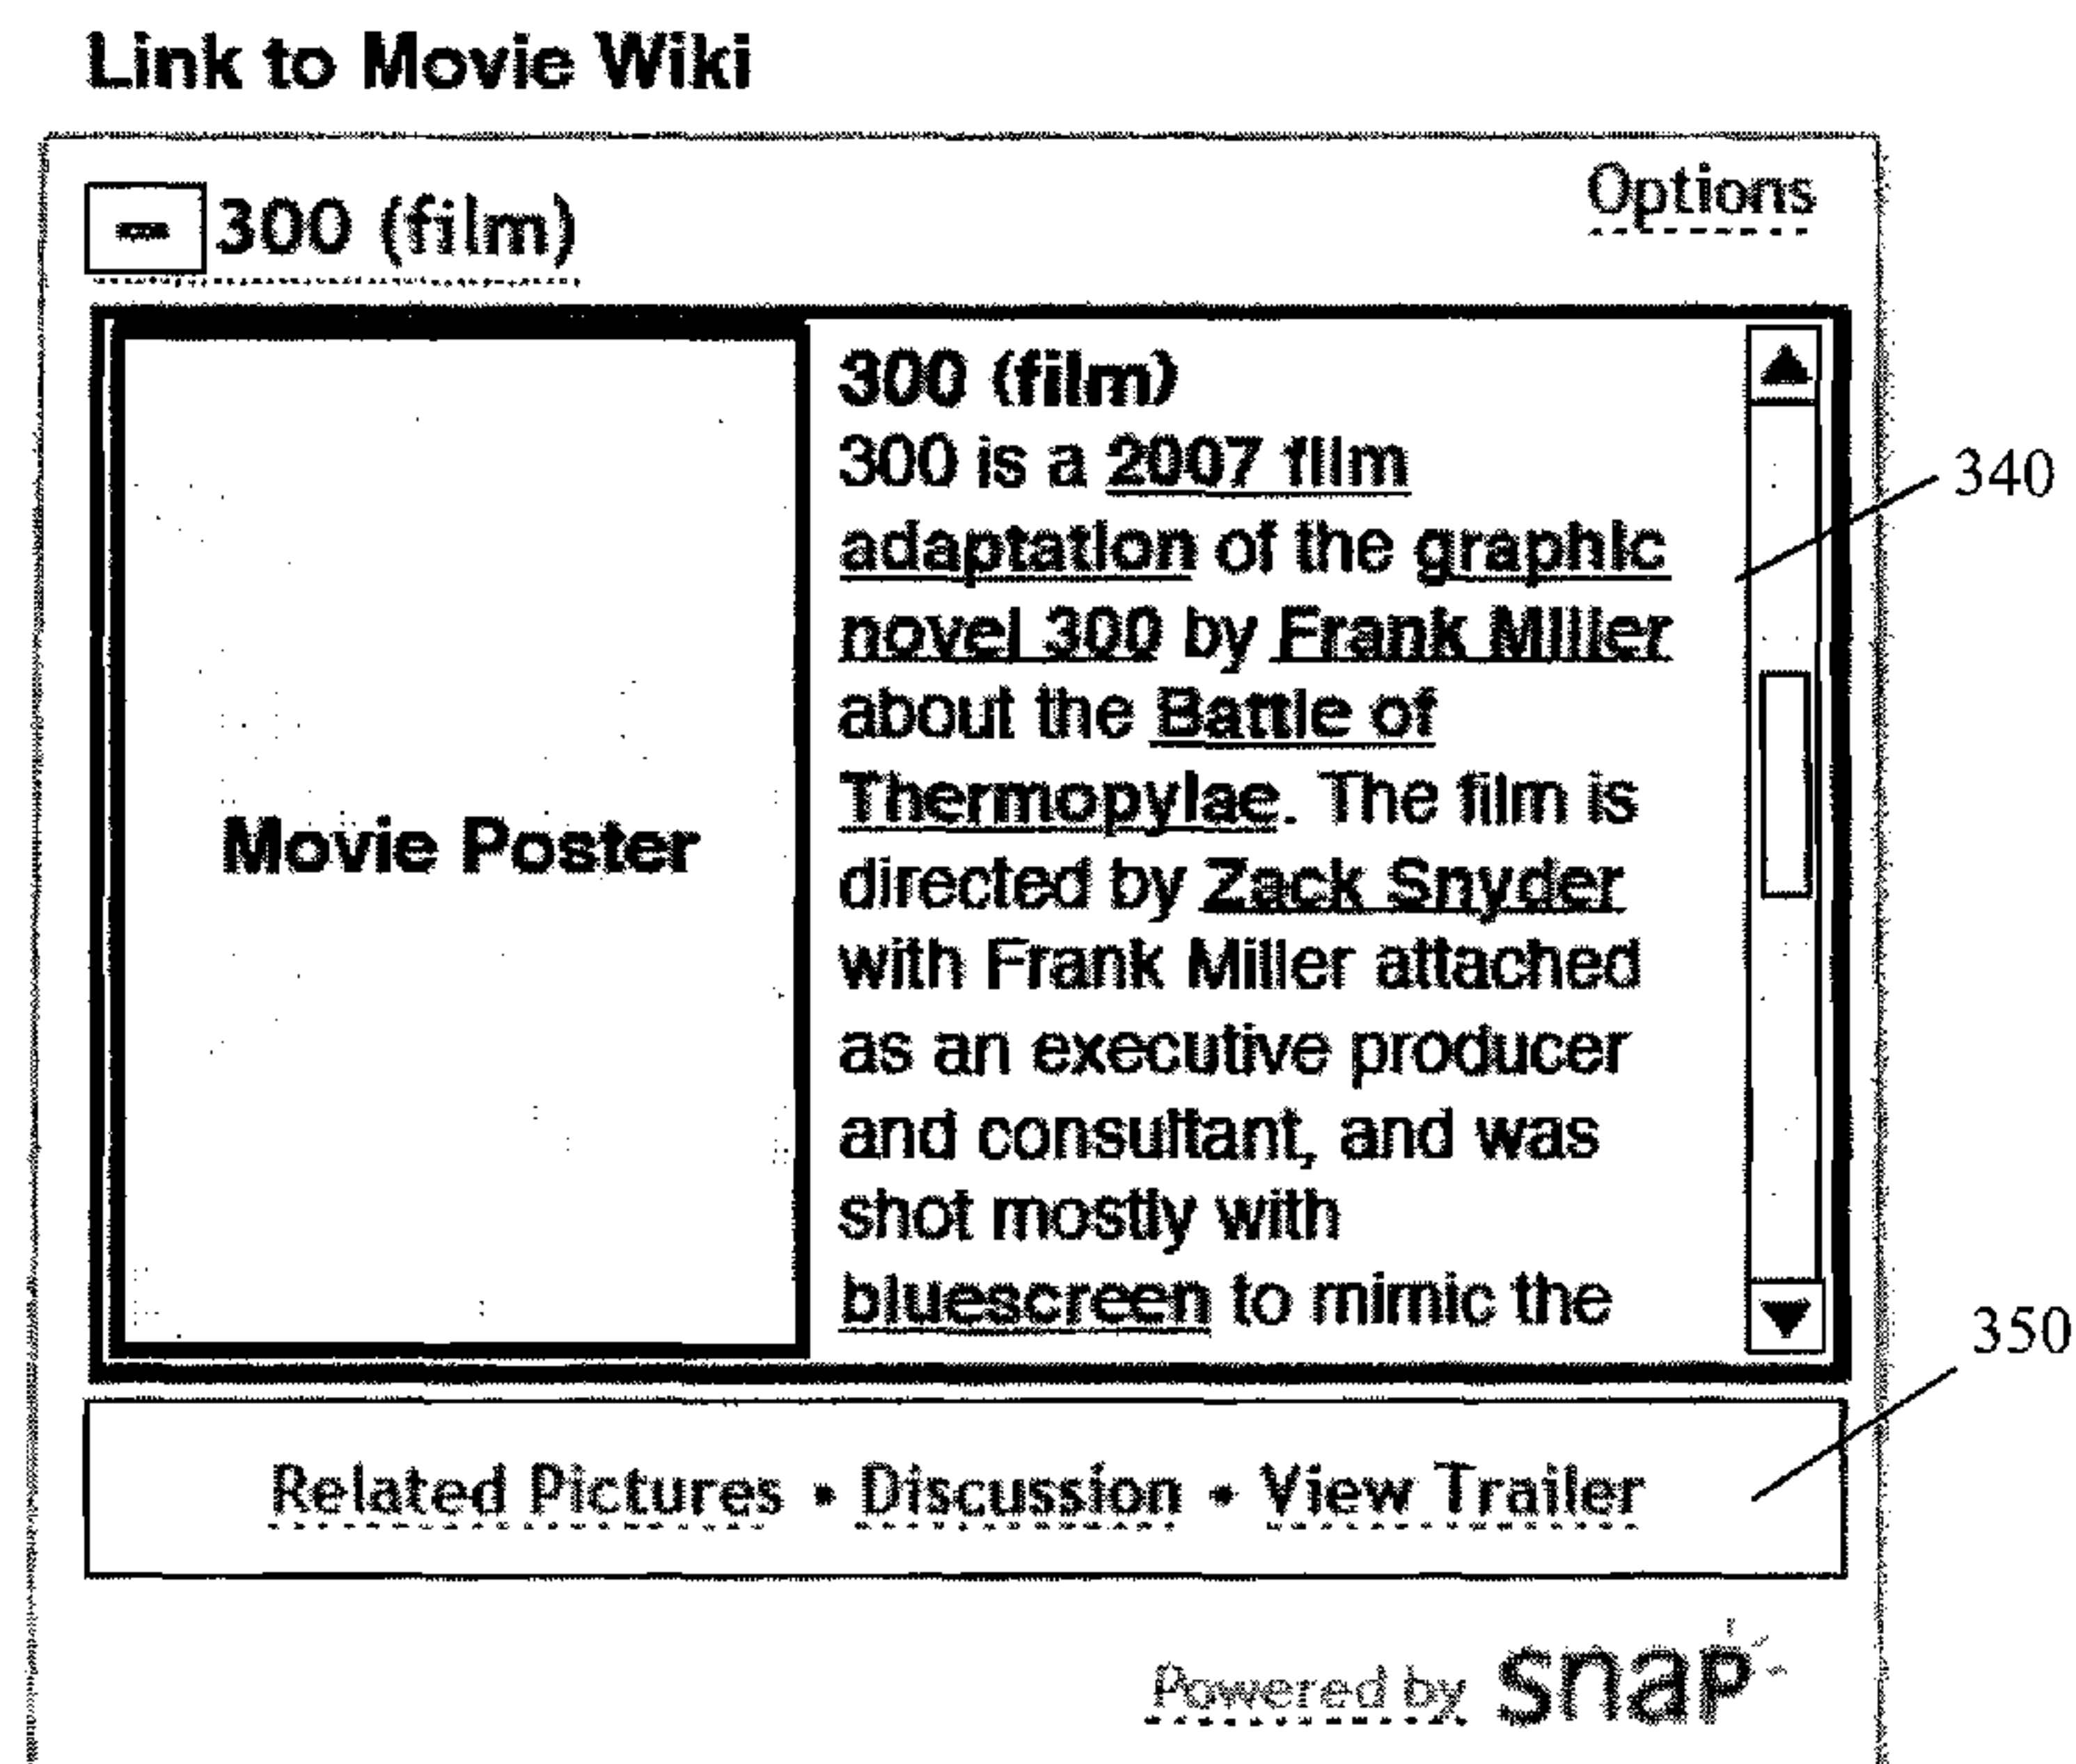 Link to Movie Wiki
Options
300 (film)
300 (film)
300 is a 2007 film
adaptation of the graphic
novel 300 by Frank Miller
about the Battle of
Thermopylae. The film is
directed by Zack Snyder
with Frank Miller attached
as an executive producer
and consultant, and was
shot mostly with
bluescreen to mimic the
Movie Poster
340
350
Related Pictures • Discussion • View Trailer
Powered by snap